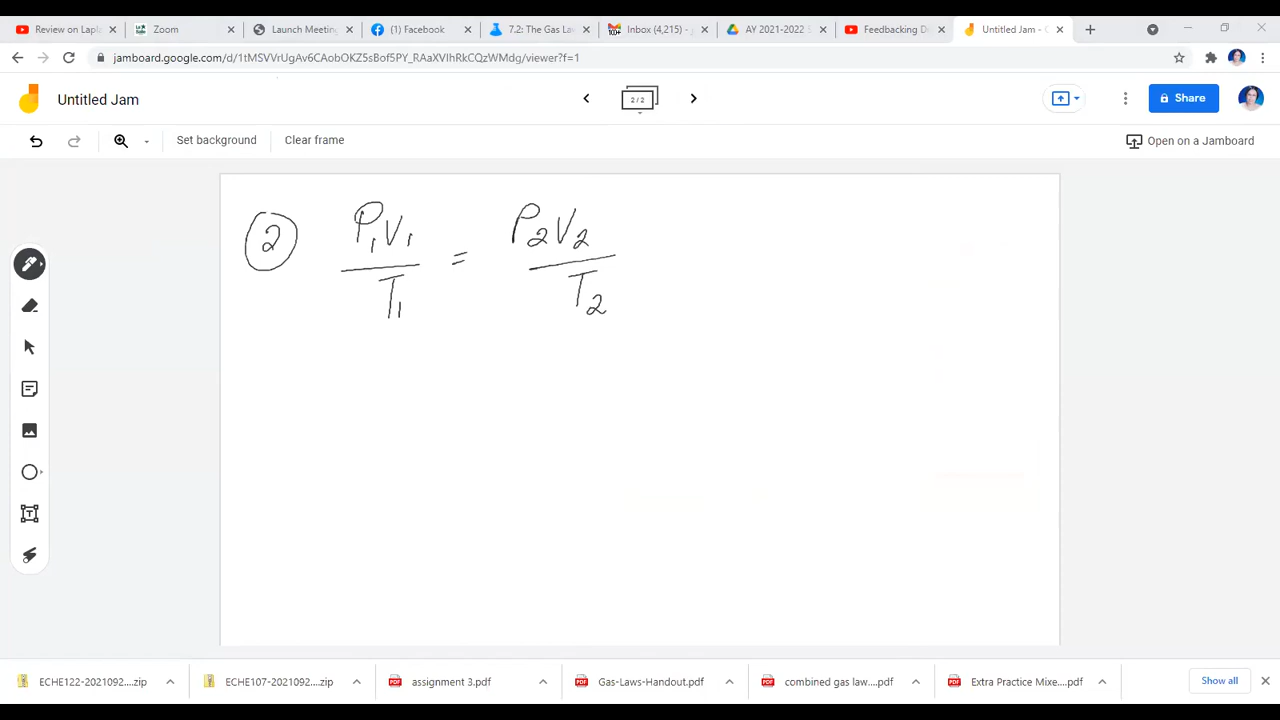 Review on Lapl
Zoom
Launch Meeting
(1) Facebook
7.2: The Gas La
Inbox (4,215) - j
AY 2021-2022 S
Feedbacking D
Untitled Jam - G
jamboard.google.com/d/1tMSVVrUgAv6CAobOKZ5sBof5PY_RAaXVIhRkCQzWMdg/viewer?f=1
Untitled Jam
2 / 2
Share
Set background
Clear frame
Open on a Jamboard
② P₁V₁/T₁ = P₂V₂/T₂
ECHE122-2021092....zip
ECHE107-2021092....zip
assignment 3.pdf
Gas-Laws-Handout.pdf
combined gas law....pdf
Extra Practice Mixe....pdf
Show all